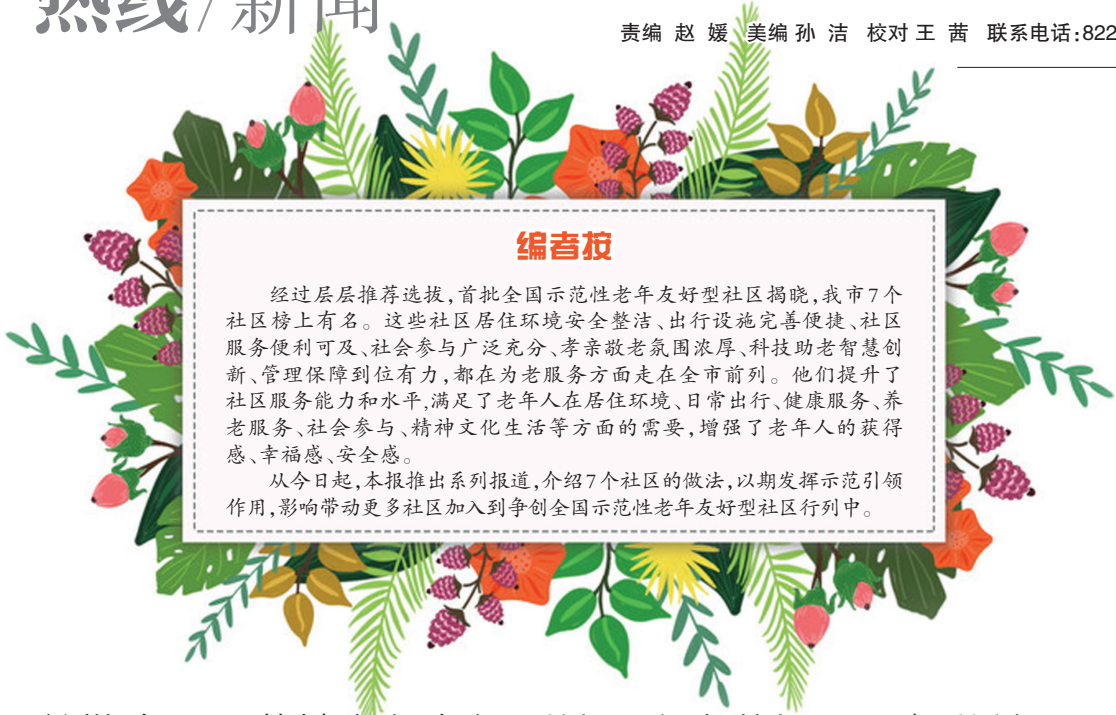 热线/新闻
责编 赵 媛 美编 孙 洁 校对 王 茜 联系电话:822
编者按
经过层层推荐选拔,首批全国示范性老年友好型社区揭晓,我市7个
社区榜上有名。这些社区居住环境安全整洁、出行设施完善便捷、社区
服务便利可及、社会参与广泛充分、孝亲敬老氛围浓厚、科技助老智慧创
新、管理保障到位有力,都在为老服务方面走在全市前列。他们提升了
社区服务能力和水平,满足了老年人在居住环境、日常出行、健康服务、养
老服务、社会参与、精神文化生活等方面的需要,增强了老年人的获得
感、幸福感、安全感。
从今日起,本报推出系列报道,介绍7个社区的做法,以期发挥示范引领
作用,影响带动更多社区加入到争创全国示范性老年友好型社区行列中。